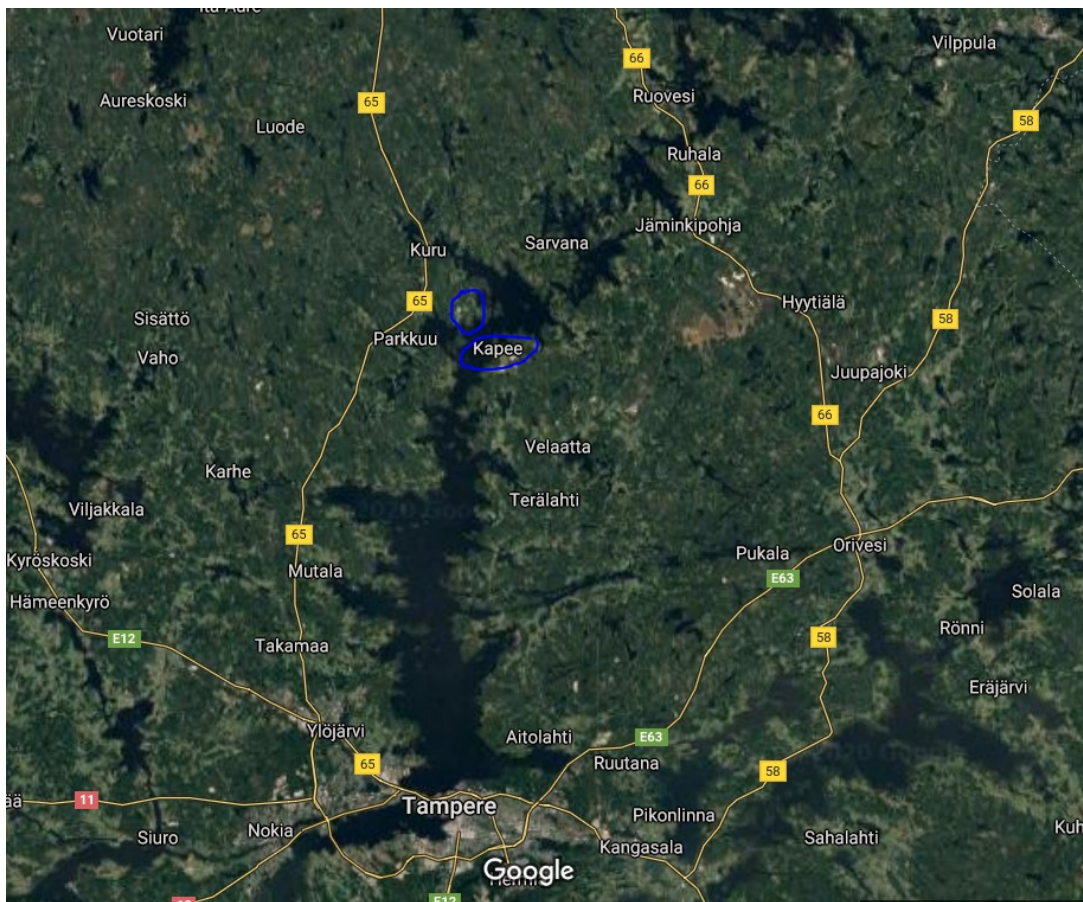 Vuotari
66
Vilppula
Aureskoski
65
Ruovesi
58
Luode
Ruhala
66
Kuru
Sarvana
Jäminkipohja
65
Hyytiälä
58
Sisättö
Parkkuu
Kapee
Vaho
Juupajoki
66
Velaatta
Karhe
Terälahti
Viljakkala
65
Kyröskoski
Mutala
Pukala
Orivesi
E63
Hämeenkyrö
Solala
E12
58
Rönni
Takamaa
Eräjärvi
Ylöjärvi
Aitolahti
E63
65
Ruutana
58
11
Tampere
Siuro
Nokia
Pikonlinna
Sahalahti
Kangasala
Google
E12